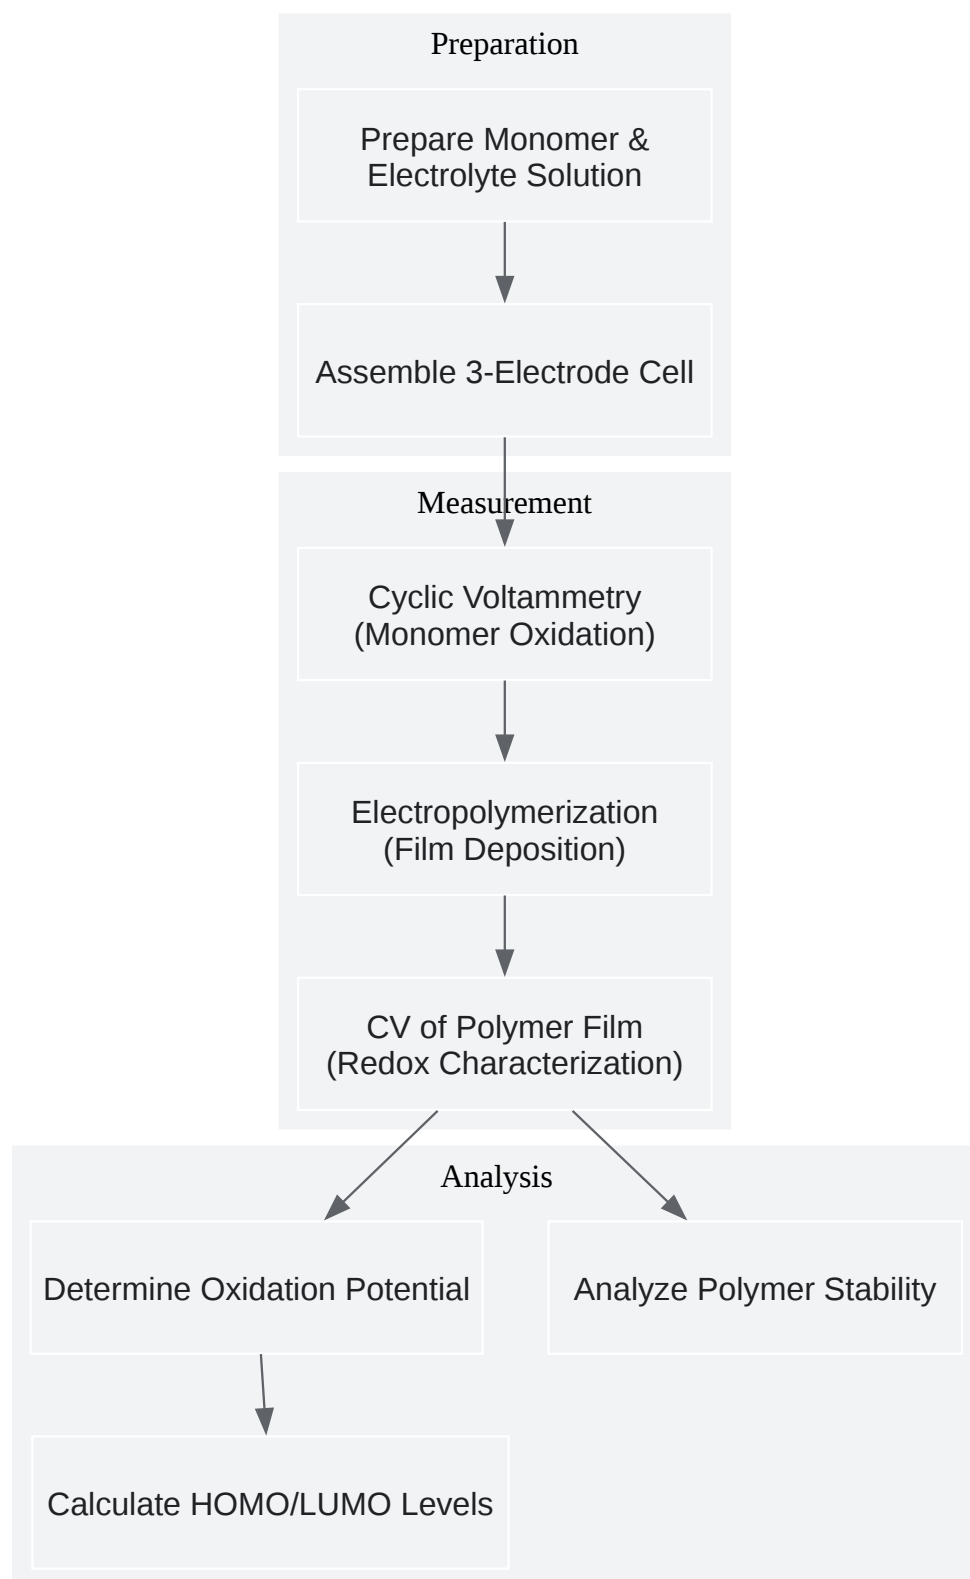 Preparation
Prepare Monomer &
Electrolyte Solution
Assemble 3-Electrode Cell
Measurement
Cyclic Voltammetry
(Monomer Oxidation)
Electropolymerization
(Film Deposition)
CV of Polymer Film
(Redox Characterization)
Analysis
Determine Oxidation Potential
Analyze Polymer Stability
Calculate HOMO/LUMO Levels